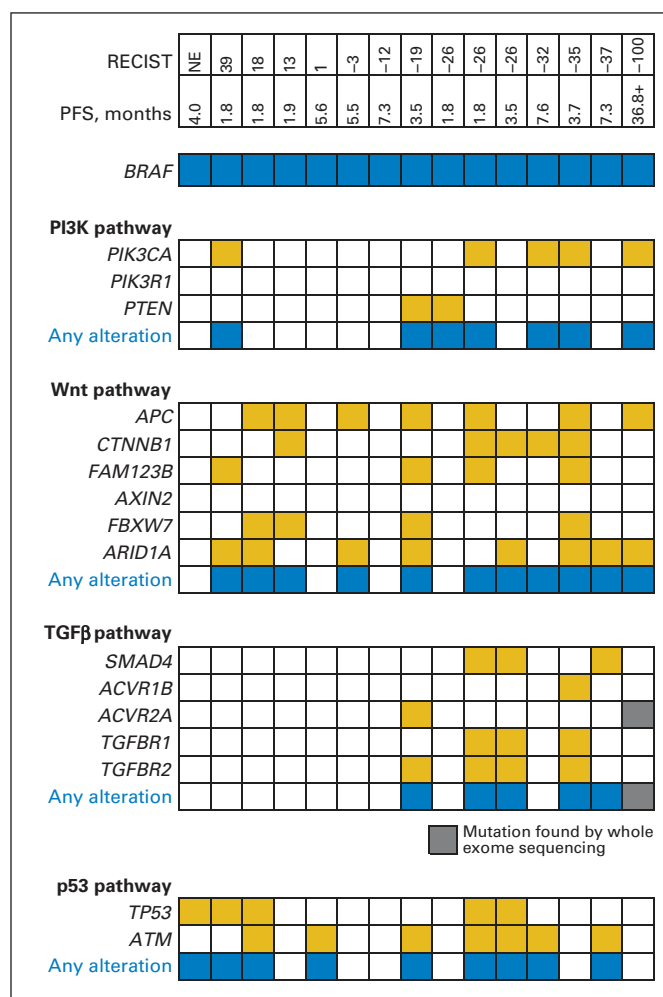 RECIST NE 39 18 13 1 –3 –12 –19 –26 –26 –26 –32 –35 –37 –100
PFS, months 4.0 1.8 1.8 1.9 5.6 5.5 7.3 3.5 1.8 1.8 3.5 7.6 3.7 7.3 36.8+
BRAF
PI3K pathway
PIK3CA
PIK3R1
PTEN
Any alteration
Wnt pathway
APC
CTNNB1
FAM123B
AXIN2
FBXW7
ARID1A
Any alteration
TGFβ pathway
SMAD4
ACVR1B
ACVR2A
TGFBR1
TGFBR2
Any alteration
Mutation found by whole
exome sequencing
p53 pathway
TP53
ATM
Any alteration